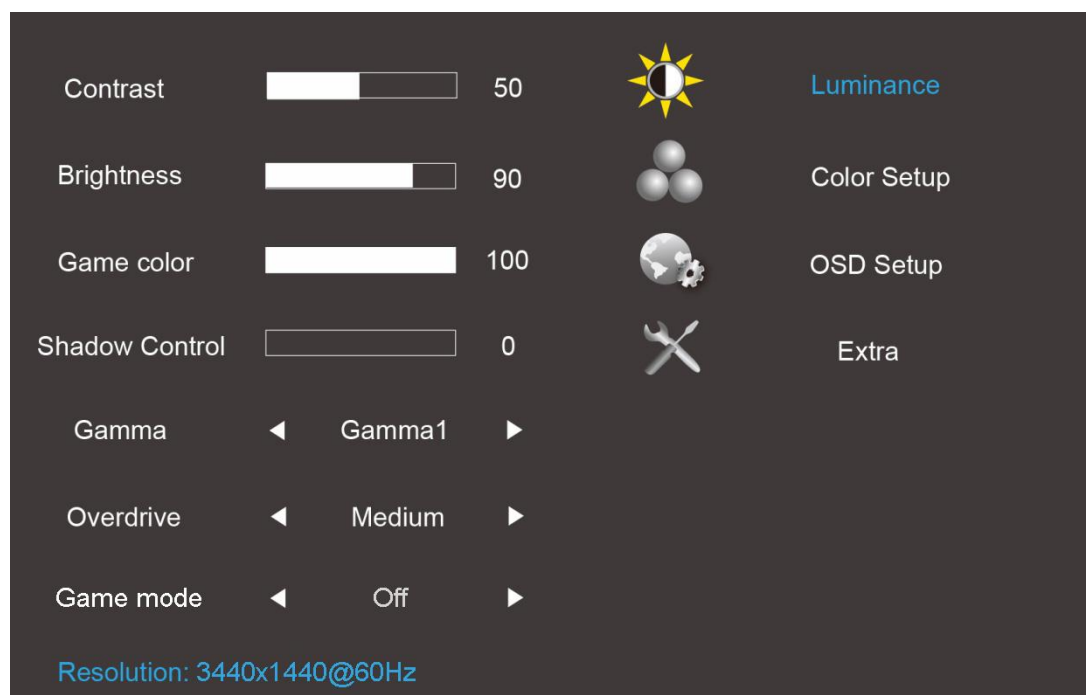 Contrast 50 Luminance
Brightness 90 Color Setup
Game color 100 OSD Setup
Shadow Control 0 Extra
Gamma Gamma1
Overdrive Medium
Game mode Off
Resolution: 3440x1440@60Hz